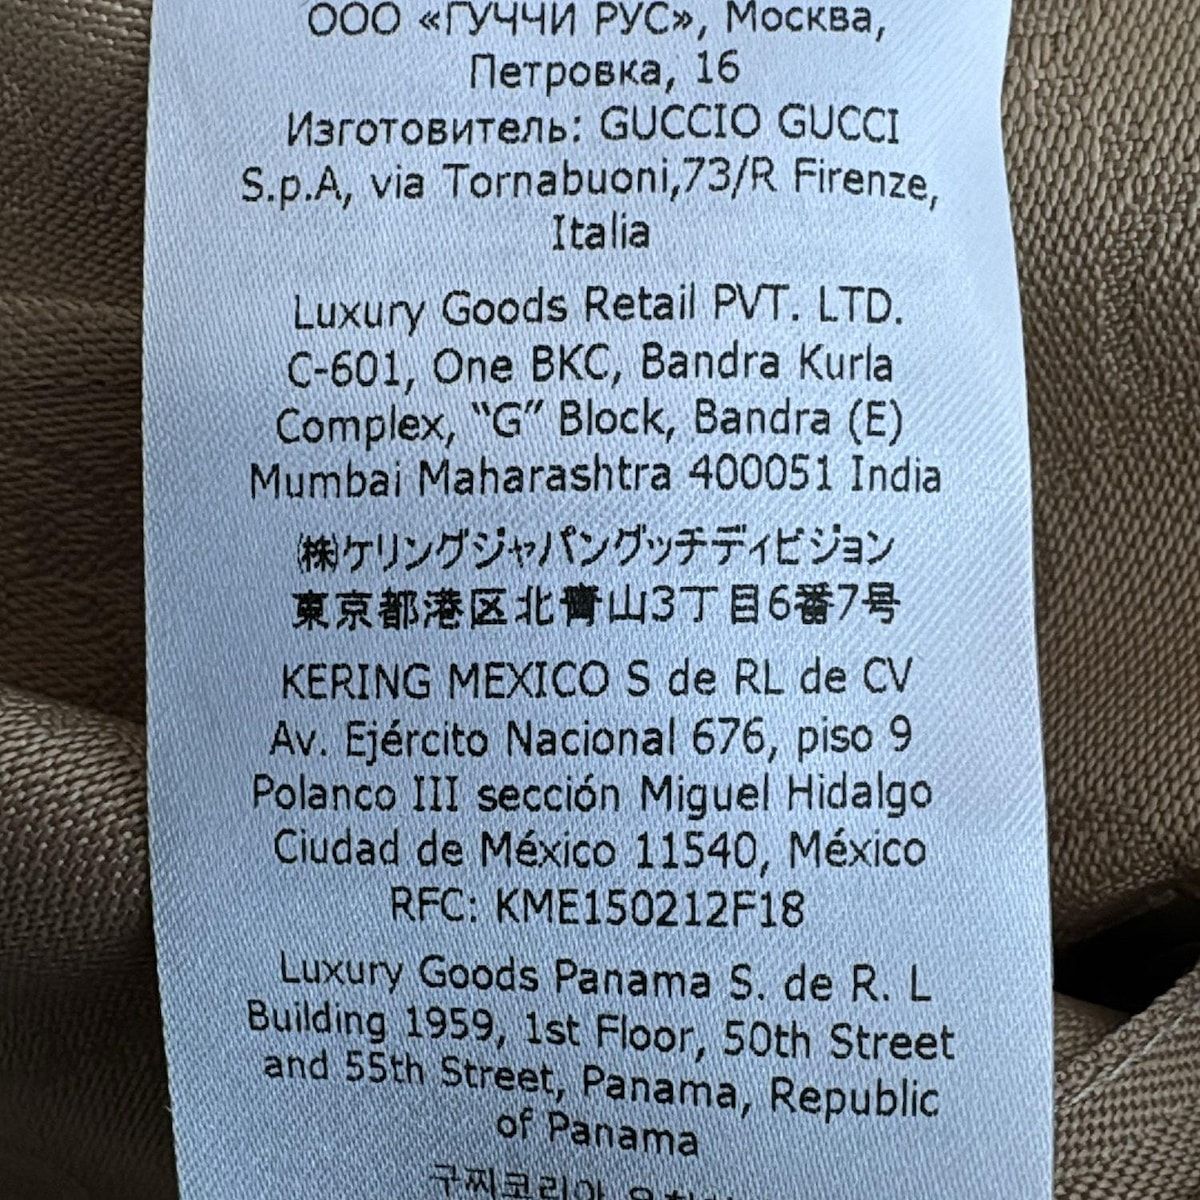 ООО «ГУЧЧИ РУС», Москва,
Петровка, 16
Изготовитель: GUCCIO GUCCI
S.p.A, via Tornabuoni,73/R Firenze,
Italia
Luxury Goods Retail PVT. LTD.
C-601, One BKC, Bandra Kurla
Complex, “G” Block, Bandra (E)
Mumbai Maharashtra 400051 India
㈱ケリングジャパングッチディビジョン
東京都港区北青山3丁目6番7号
KERING MEXICO S de RL de CV
Av. Ejército Nacional 676, piso 9
Polanco III sección Miguel Hidalgo
Ciudad de México 11540, México
RFC: KME150212F18
Luxury Goods Panama S. de R. L
Building 1959, 1st Floor, 50th Street
and 55th Street, Panama, Republic
of Panama
구찌코리아